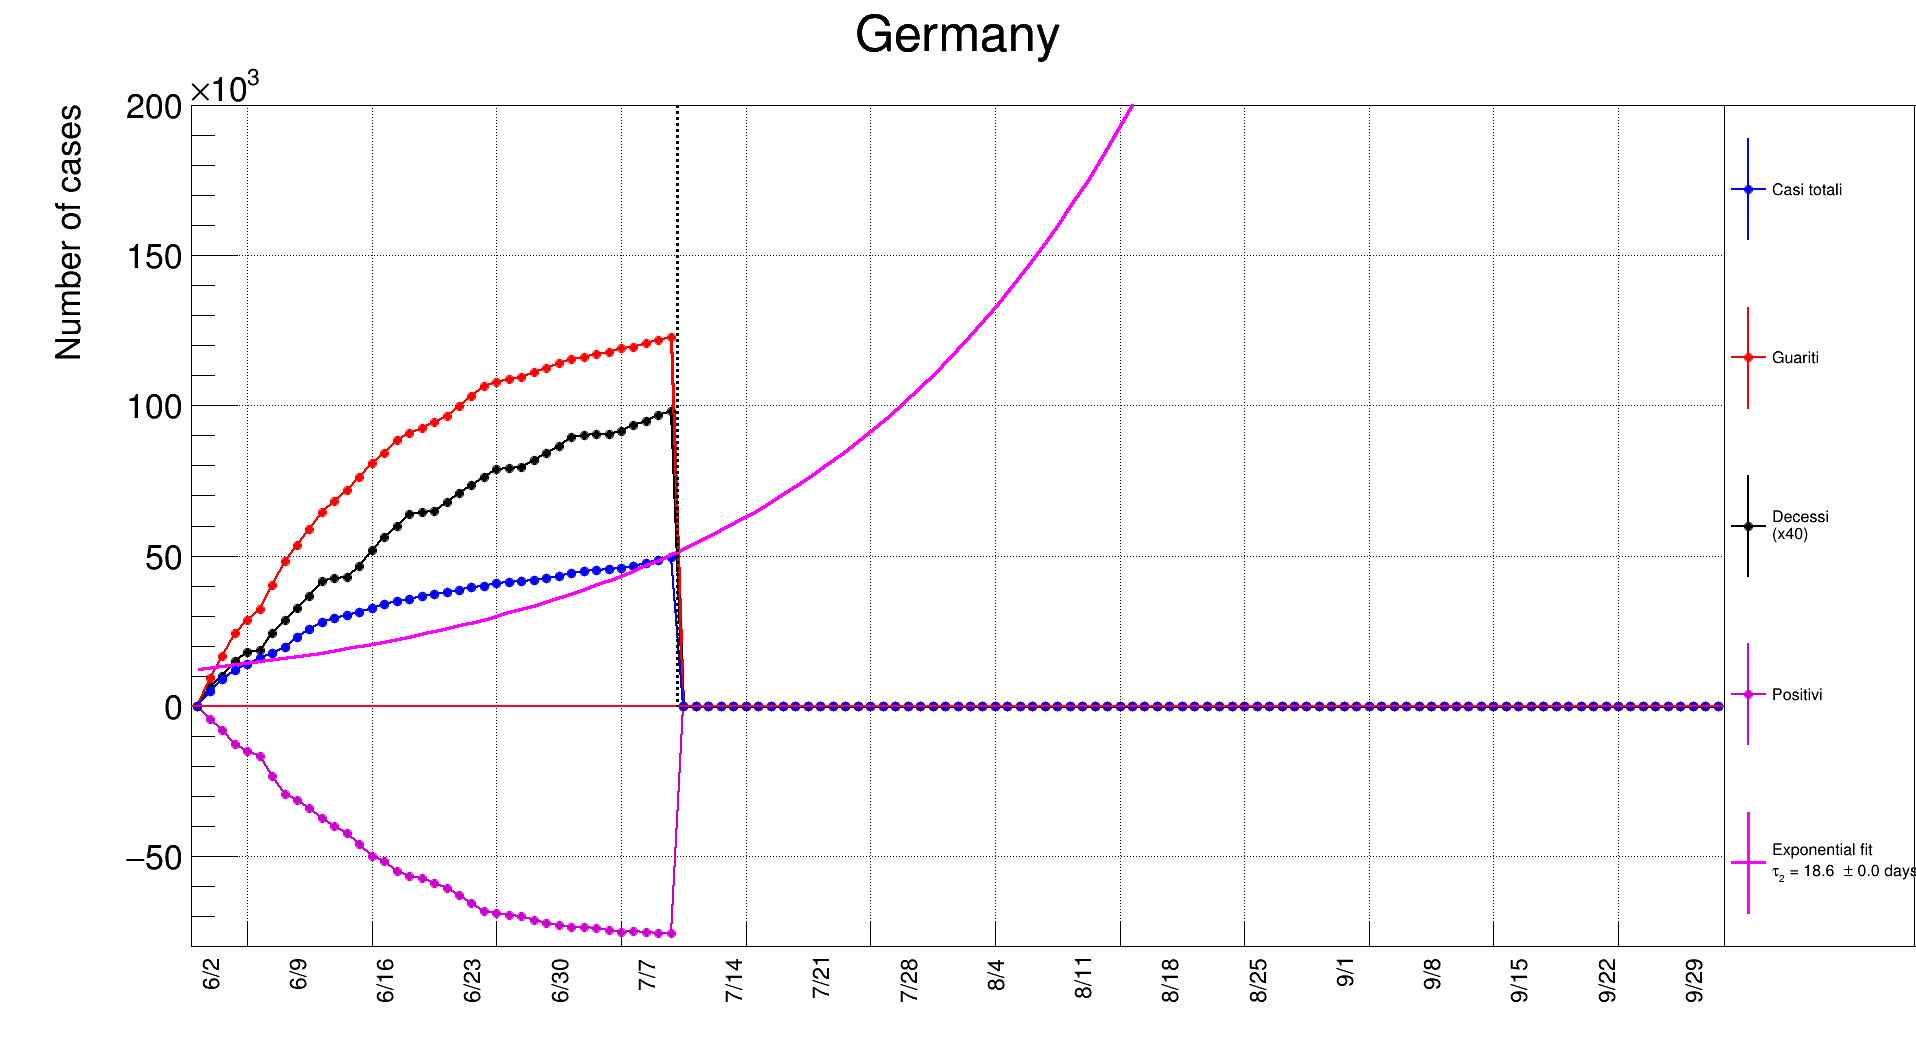 Germany
×10³
Number of cases
200
150
100
50
0
−50
6/2
6/9
6/16
6/23
6/30
7/7
7/14
7/21
7/28
8/4
8/11
8/18
8/25
9/1
9/8
9/15
9/22
9/29
Casi totali
Guariti
Decessi
(x40)
Positivi
Exponential fit
τ₂ = 18.6 ± 0.0 days